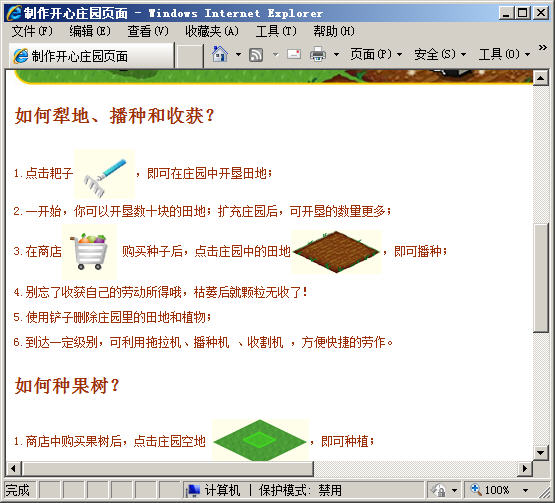 制作开心庄园页面 - Windows Internet Explorer
文件(F) 编辑(E) 查看(V) 收藏夹(A) 工具(T) 帮助(H)
制作开心庄园页面 页面(P) 安全(S) 工具(O) »
如何犁地、播种和收获？
1. 点击耙子，即可在庄园中开垦田地；
2. 一开始，你可以开垦数十块的田地；扩充庄园后，可开垦的数量更多；
3. 在商店 购买种子后，点击庄园中的田地，即可播种；
4. 别忘了收获自己的劳动所得哦，枯萎后就颗粒无收了！
5. 使用铲子删除庄园里的田地和植物；
6. 到达一定级别，可利用拖拉机、播种机 、收割机 ，方便快捷的劳作。
如何种果树？
1. 商店中购买果树后，点击庄园空地 ，即可种植；
完成 计算机 | 保护模式: 禁用 100%